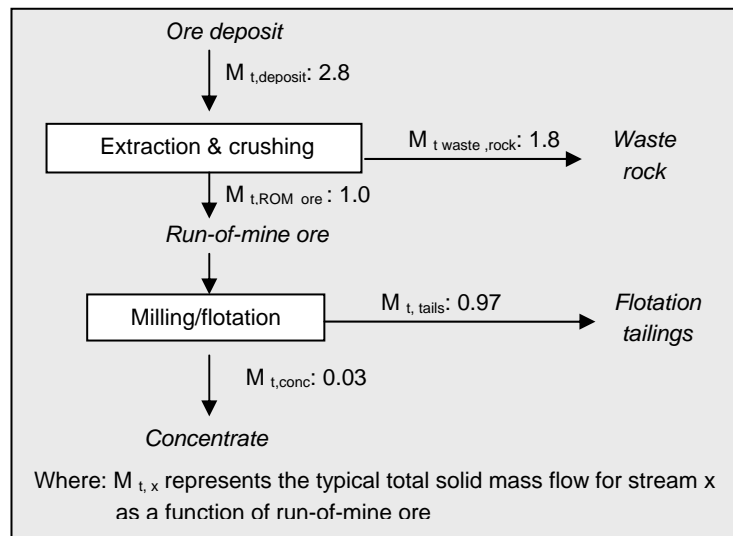 Ore deposit
M t,deposit: 2.8
Extraction & crushing
M t waste ,rock: 1.8
Waste
rock
M t,ROM ore : 1.0
Run-of-mine ore
Milling/flotation
M t, tails: 0.97
Flotation
tailings
M t,conc: 0.03
Concentrate
Where: M t, x represents the typical total solid mass flow for stream x
as a function of run-of-mine ore